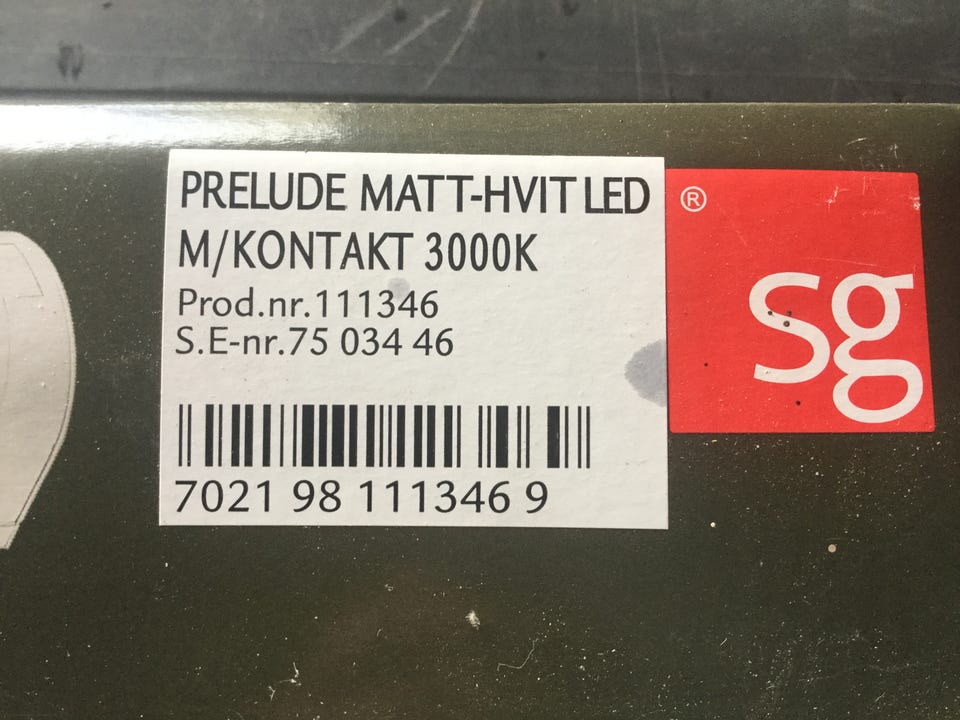 PRELUDE MATT-HVIT LED
M/KONTAKT 3000K
Prod.nr.111346
S.E-nr.75 034 46
7021 98 111346 9
®
sg